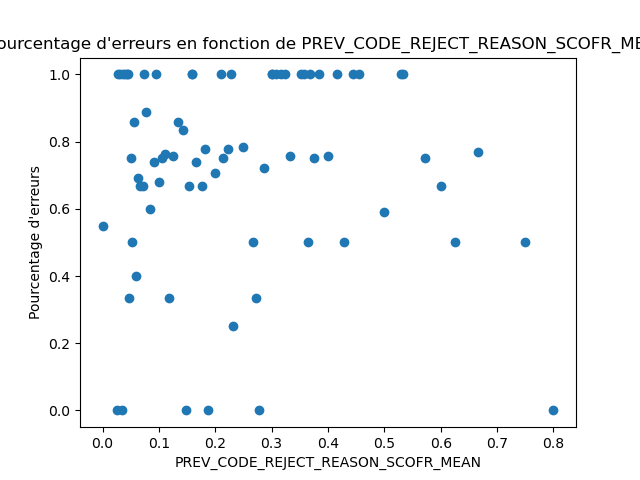 ourcentage d'erreurs en fonction de PREV_CODE_REJECT_REASON_SCOFR_ME
1.0
0.8
0.6
0.4
0.2
0.0
Pourcentage d'erreurs
0.0 0.1 0.2 0.3 0.4 0.5 0.6 0.7 0.8
PREV_CODE_REJECT_REASON_SCOFR_MEAN